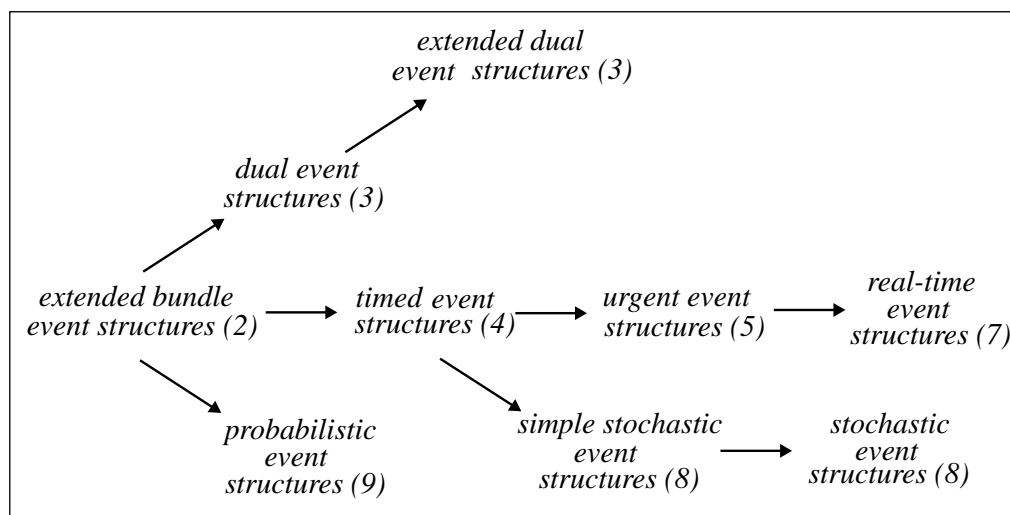 extended dual
event structures (3)
dual event
structures (3)
extended bundle
event structures (2)
timed event
structures (4)
urgent event
structures (5)
real-time
event
structures (7)
probabilistic
event
structures (9)
simple stochastic
event
structures (8)
stochastic
event
structures (8)